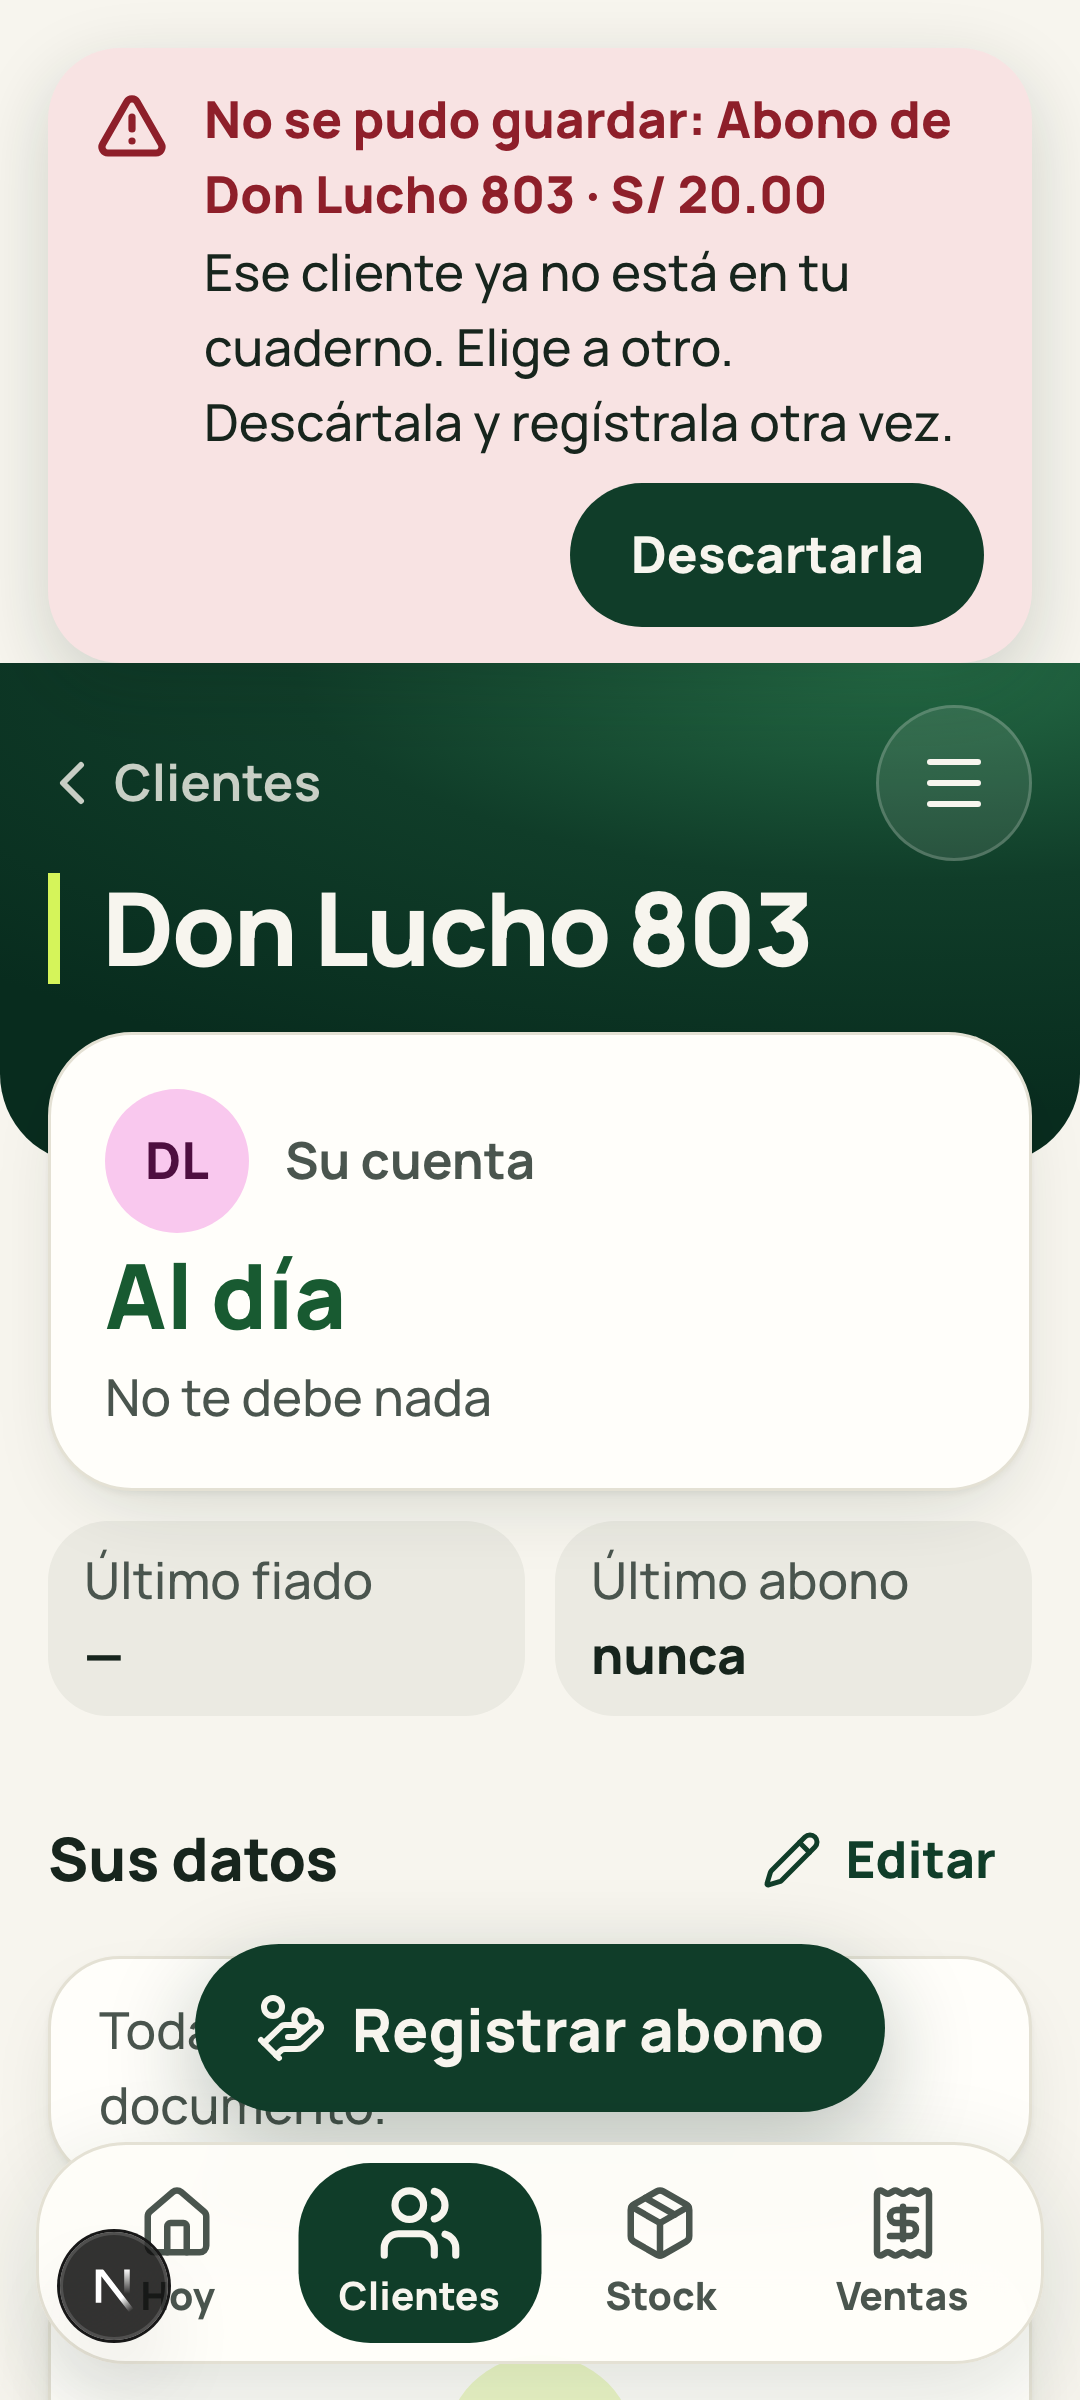 No se pudo guardar: Abono de
Don Lucho 803 · S/ 20.00
Ese cliente ya no está en tu
cuaderno. Elige a otro.
Descártala y regístrala otra vez.
Descartarla
Clientes
Don Lucho 803
DL
Su cuenta
Al día
No te debe nada
Último fiado
Último abono
—
nunca
Sus datos
Editar
Registrar abono
documento.
Hoy
Clientes
Stock
Ventas
N